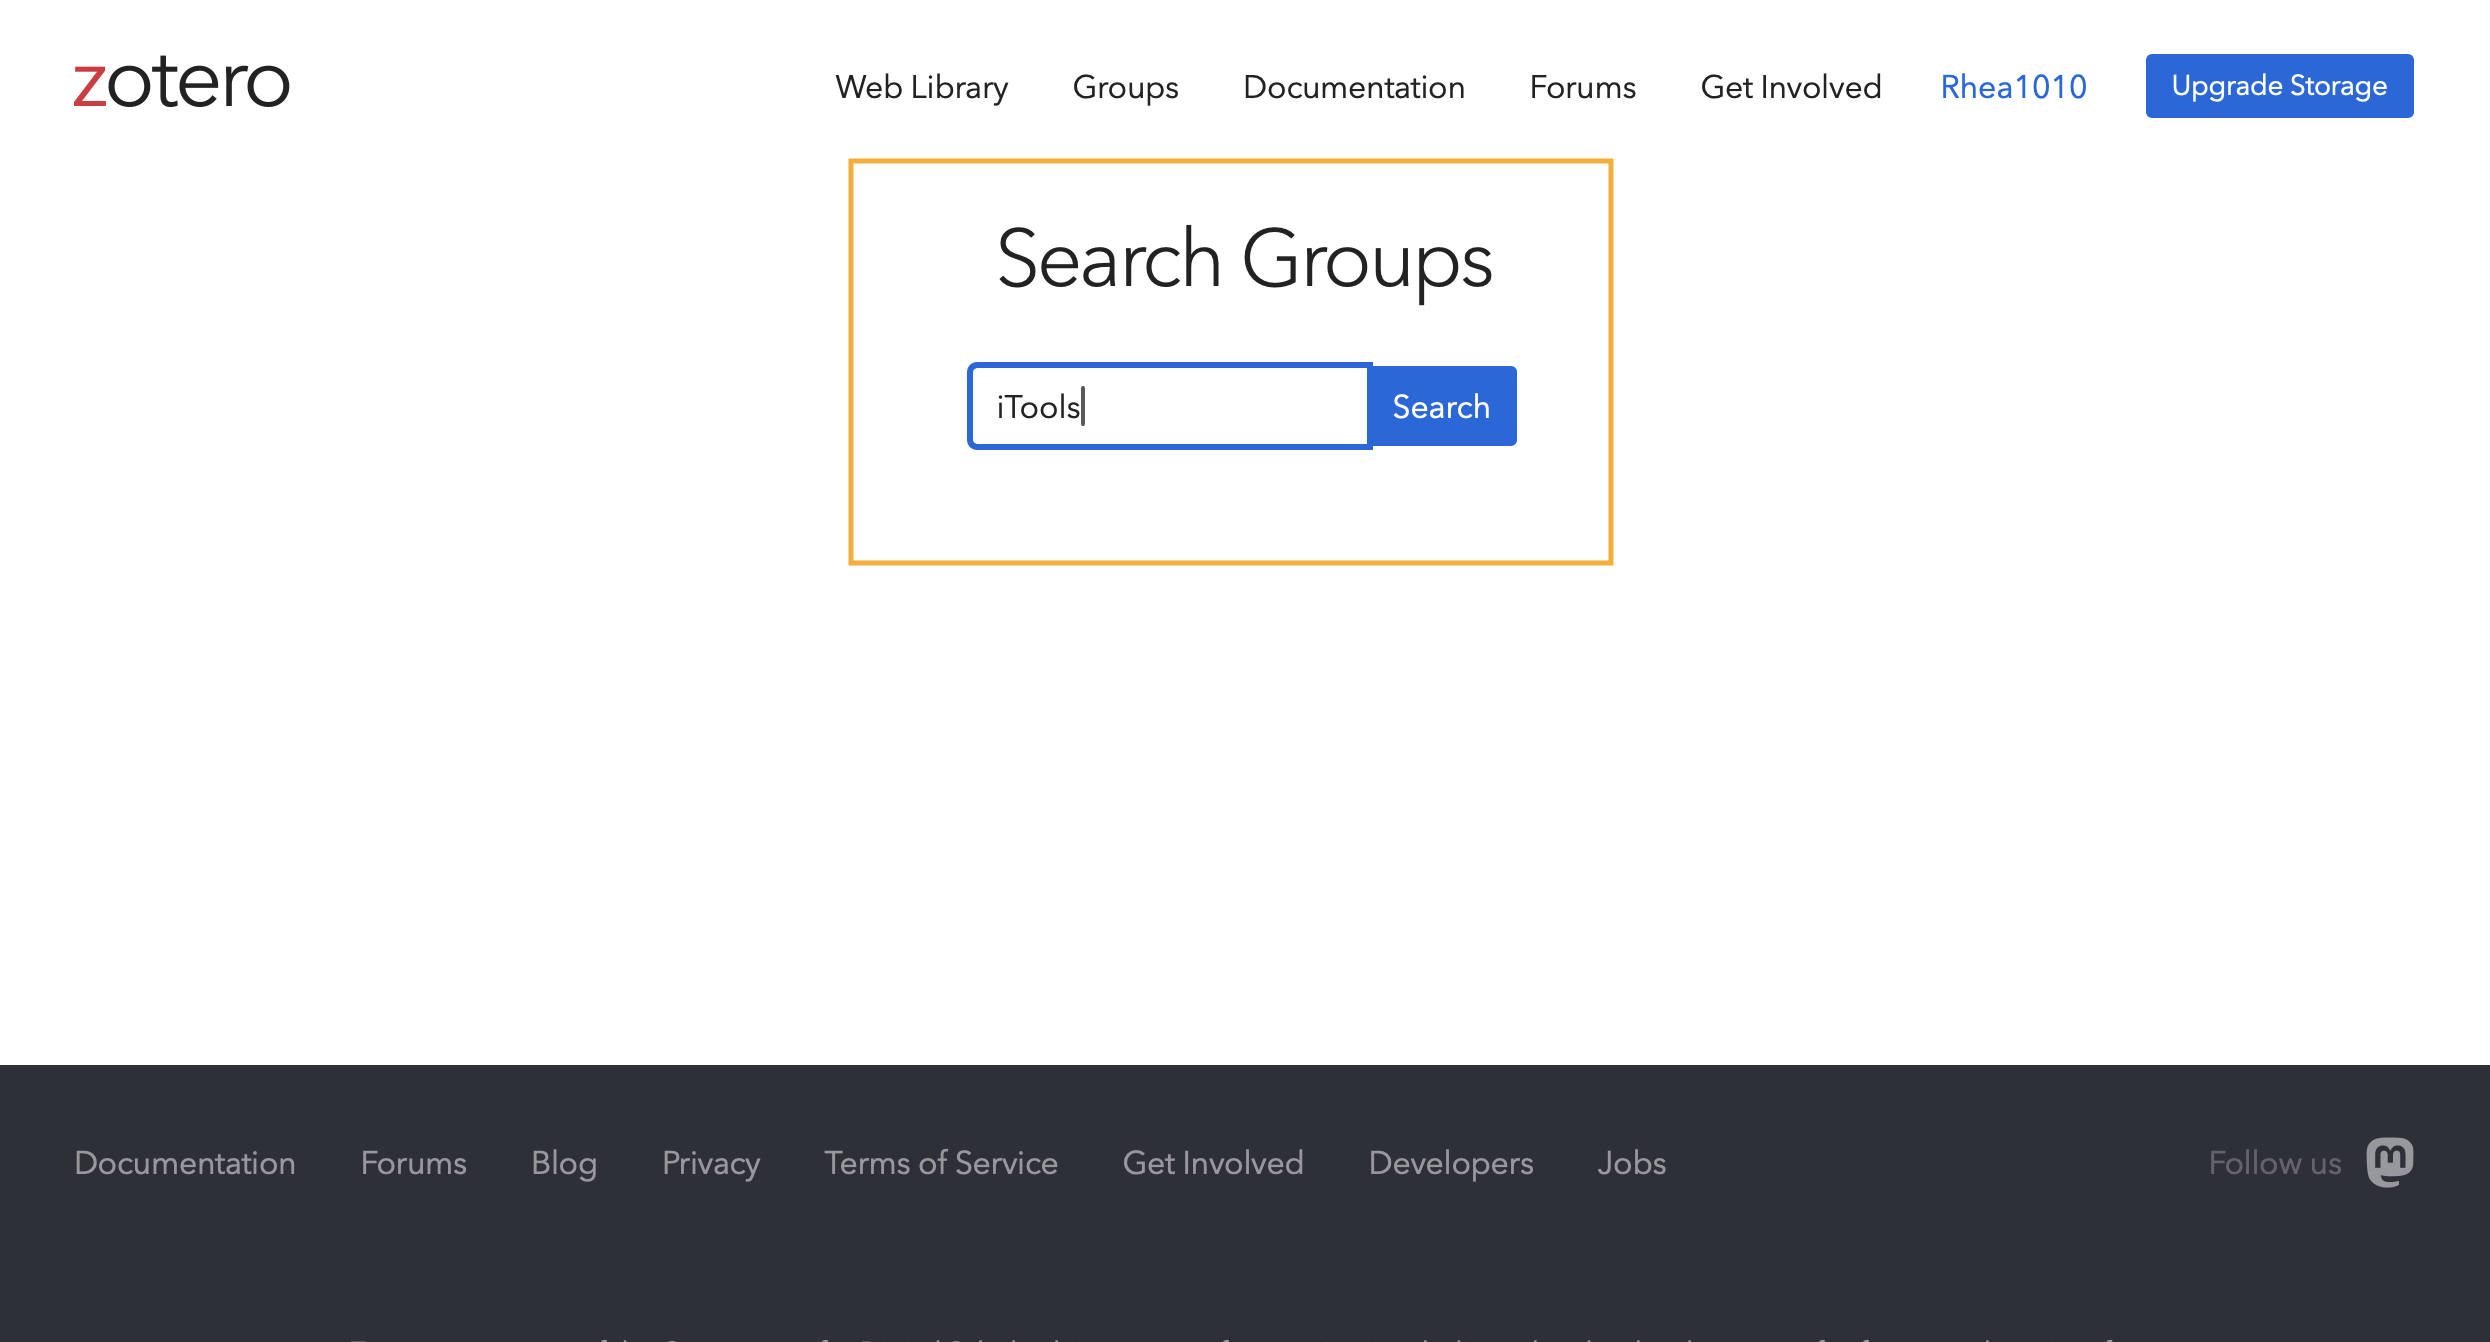 zotero
Web Library Groups Documentation Forums Get Involved Rhea1010 Upgrade Storage
Search Groups
iTools Search
Documentation Forums Blog Privacy Terms of Service Get Involved Developers Jobs Follow us